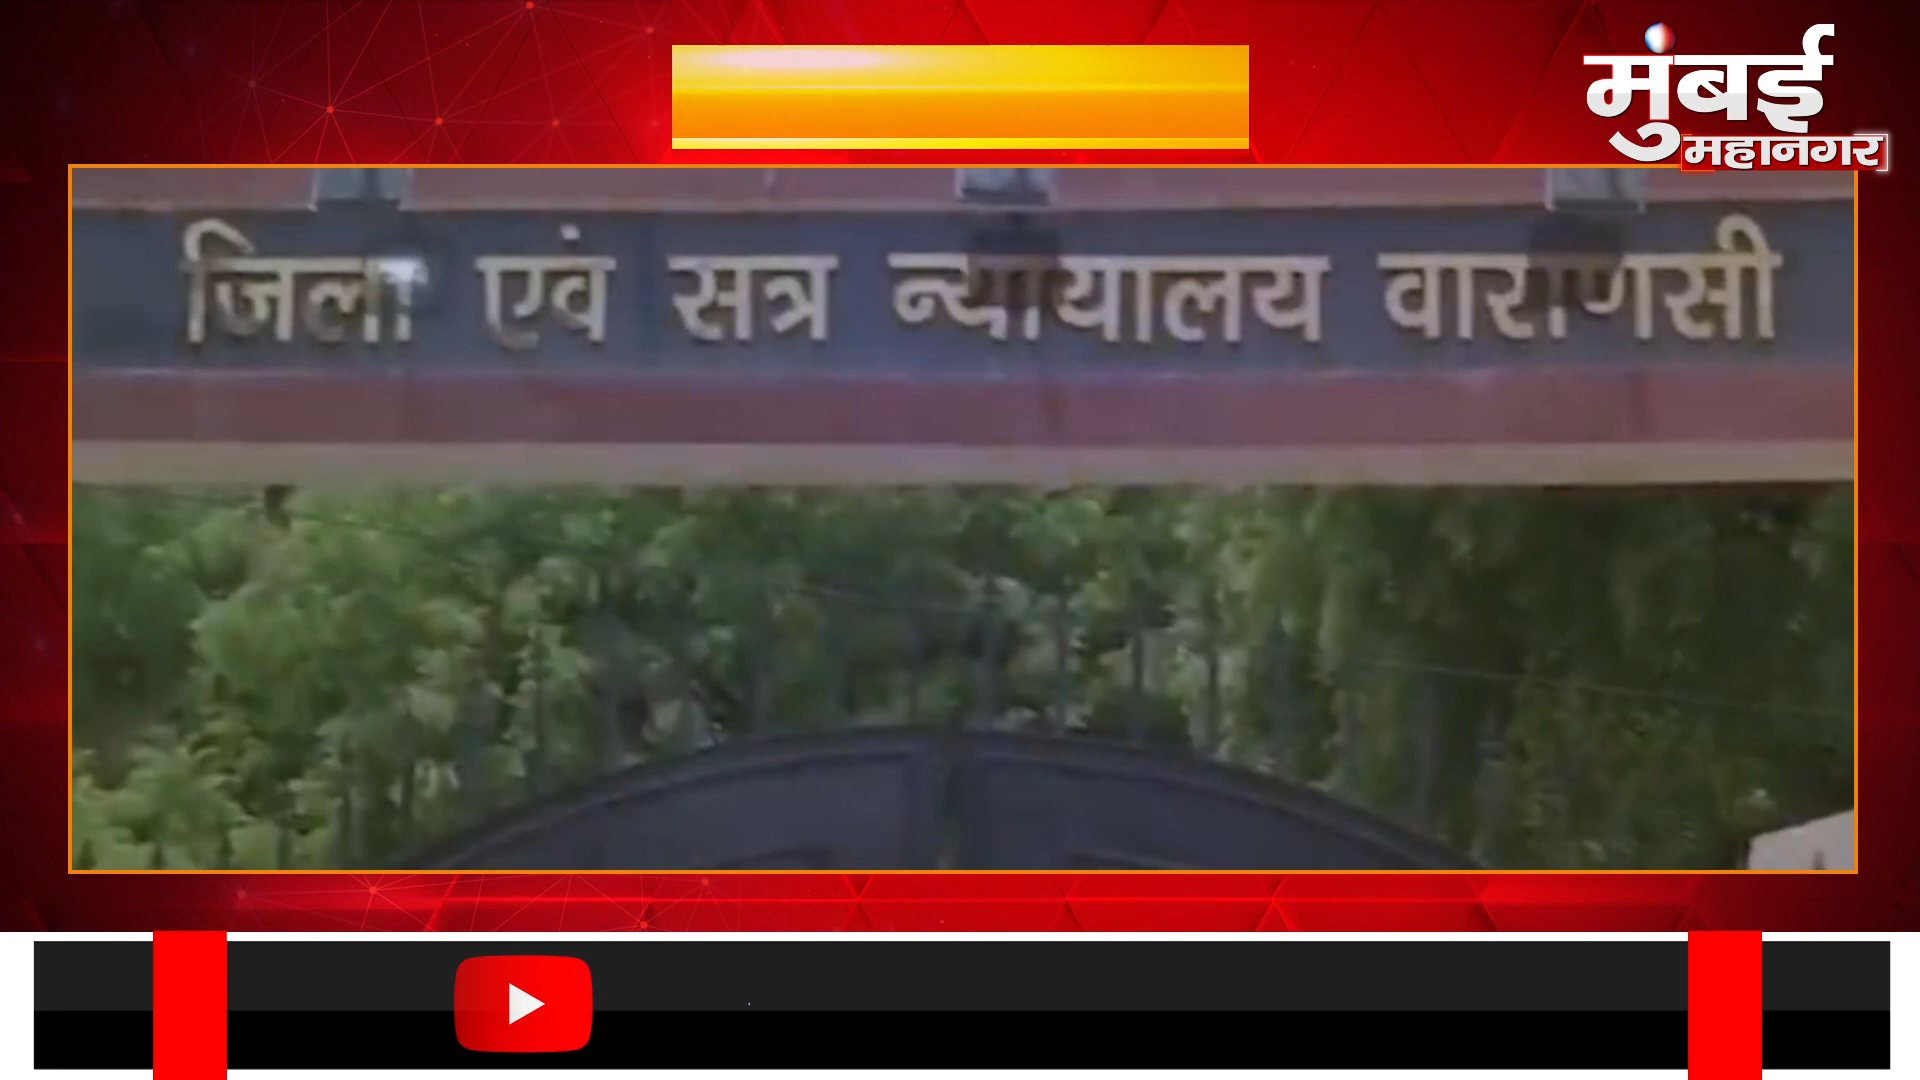 मुंबई
महानगर
जिला एवं सत्र न्यायालय वाराणसी